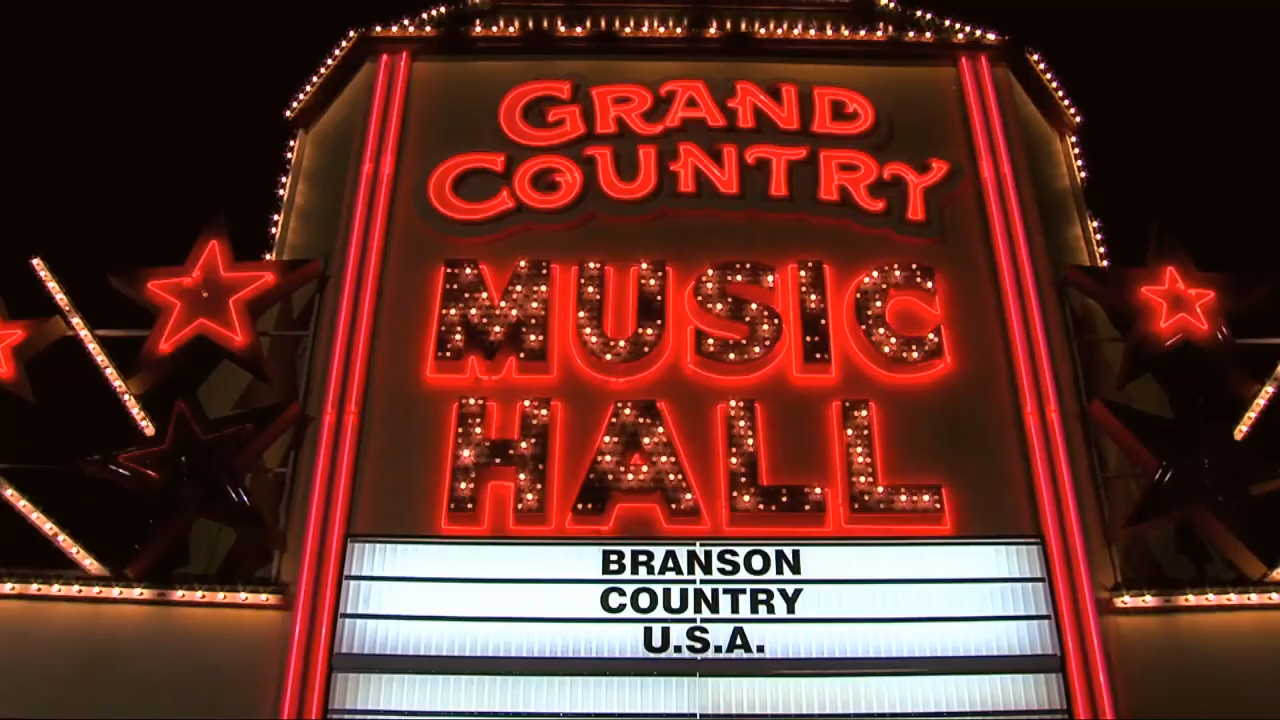 GRAND
COUNTRY
MUSIC
HALL
BRANSON
COUNTRY
U.S.A.